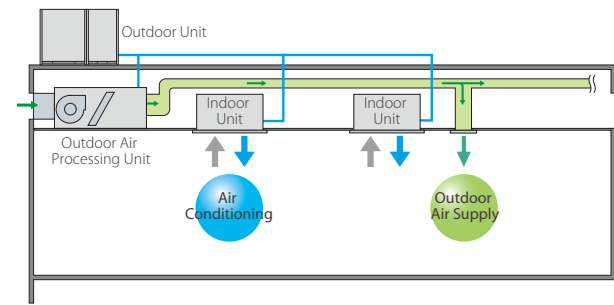 Outdoor Unit
Indoor
Unit
Indoor
Unit
Outdoor Air
Processing Unit
Air
Conditioning
Outdoor
Air Supply